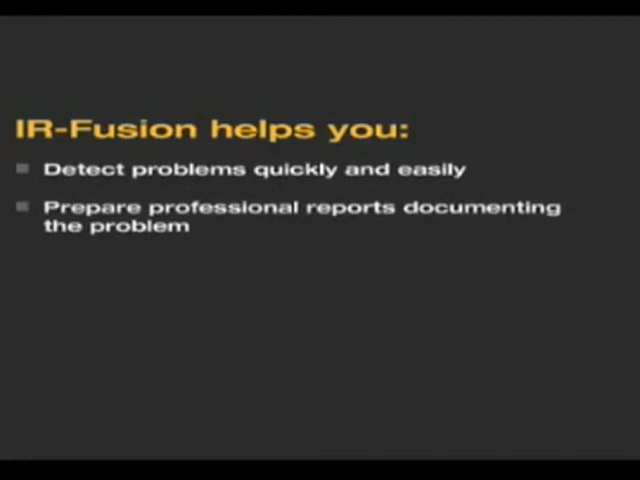 IR-Fusion helps you:
Detect problems quickly and easily
Prepare professional reports documenting
the problem